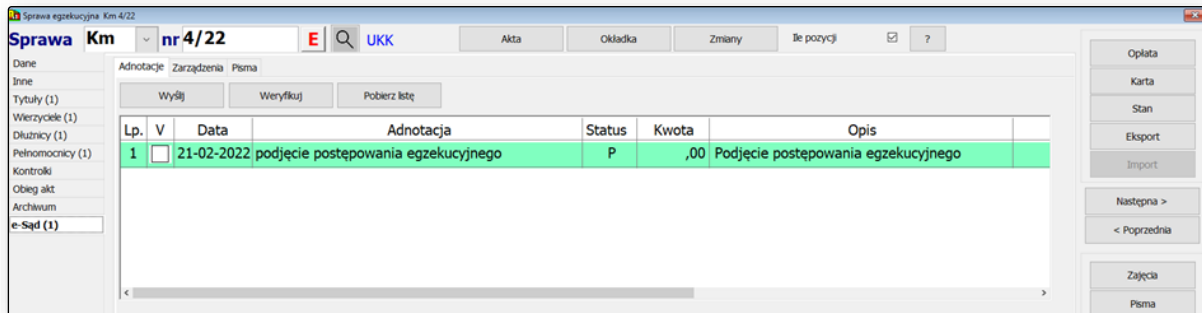 Sprawa egzekucyjna Km 4/22
Sprawa Km nr 4/22 E UKK Akta Okładka Zmiany Ile pozycji ?
Dane
Inne
Tytuły (1)
Wierzyciele (1)
Dłużnicy (1)
Pełnomocnicy (1)
Kontrolki
Obieg akt
Archiwum
e-Sąd (1)
Adnotacje Zarządzenia Pisma
Wyślij Weryfikuj Pobierz listę
Lp. V Data Adnotacja Status Kwota Opis
1 21-02-2022 podjęcie postępowania egzekucyjnego P ,00 Podjęcie postępowania egzekucyjnego
Opłata
Karta
Stan
Eksport
Import
Następna >
< Poprzednia
Zajęcia
Pisma